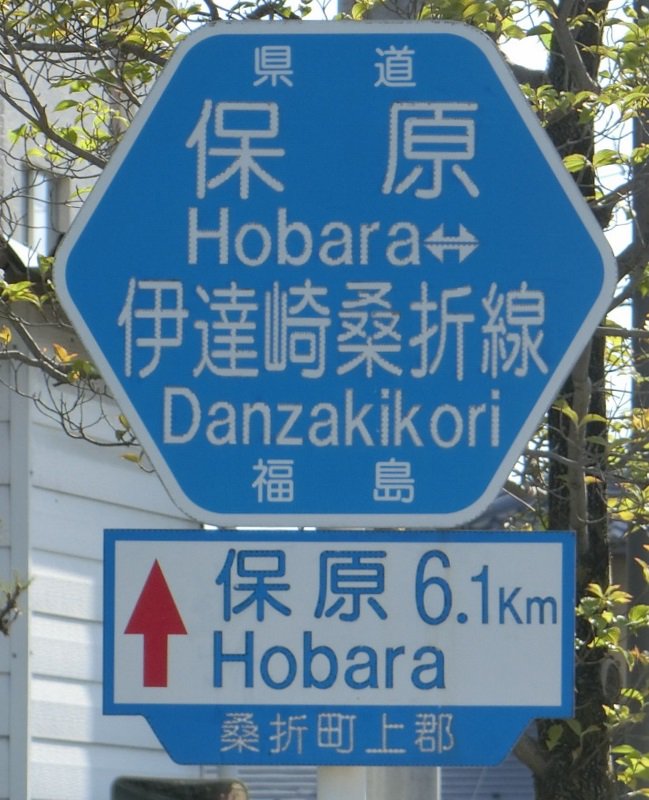 県道
保原
Hobara↔
伊達崎桑折線
Danzakikori
福島
保原 6.1Km
Hobara
桑折町上郡